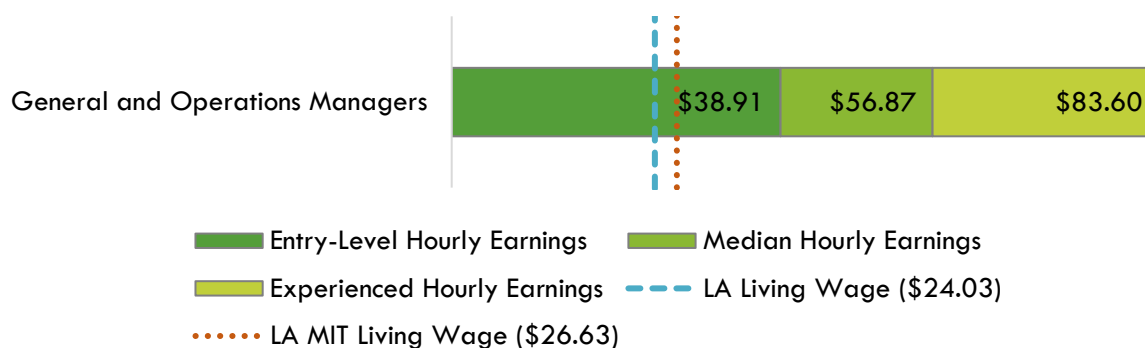 General and Operations Managers $38.91 $56.87 $83.60
Entry-Level Hourly Earnings Median Hourly Earnings
Experienced Hourly Earnings LA Living Wage ($24.03)
LA MIT Living Wage ($26.63)